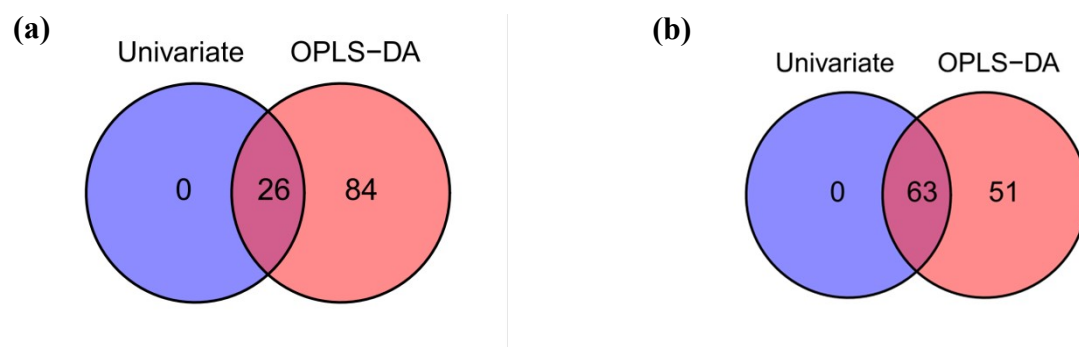 (a)
Univariate OPLS−DA
0 26 84
(b)
Univariate OPLS−DA
0 63 51